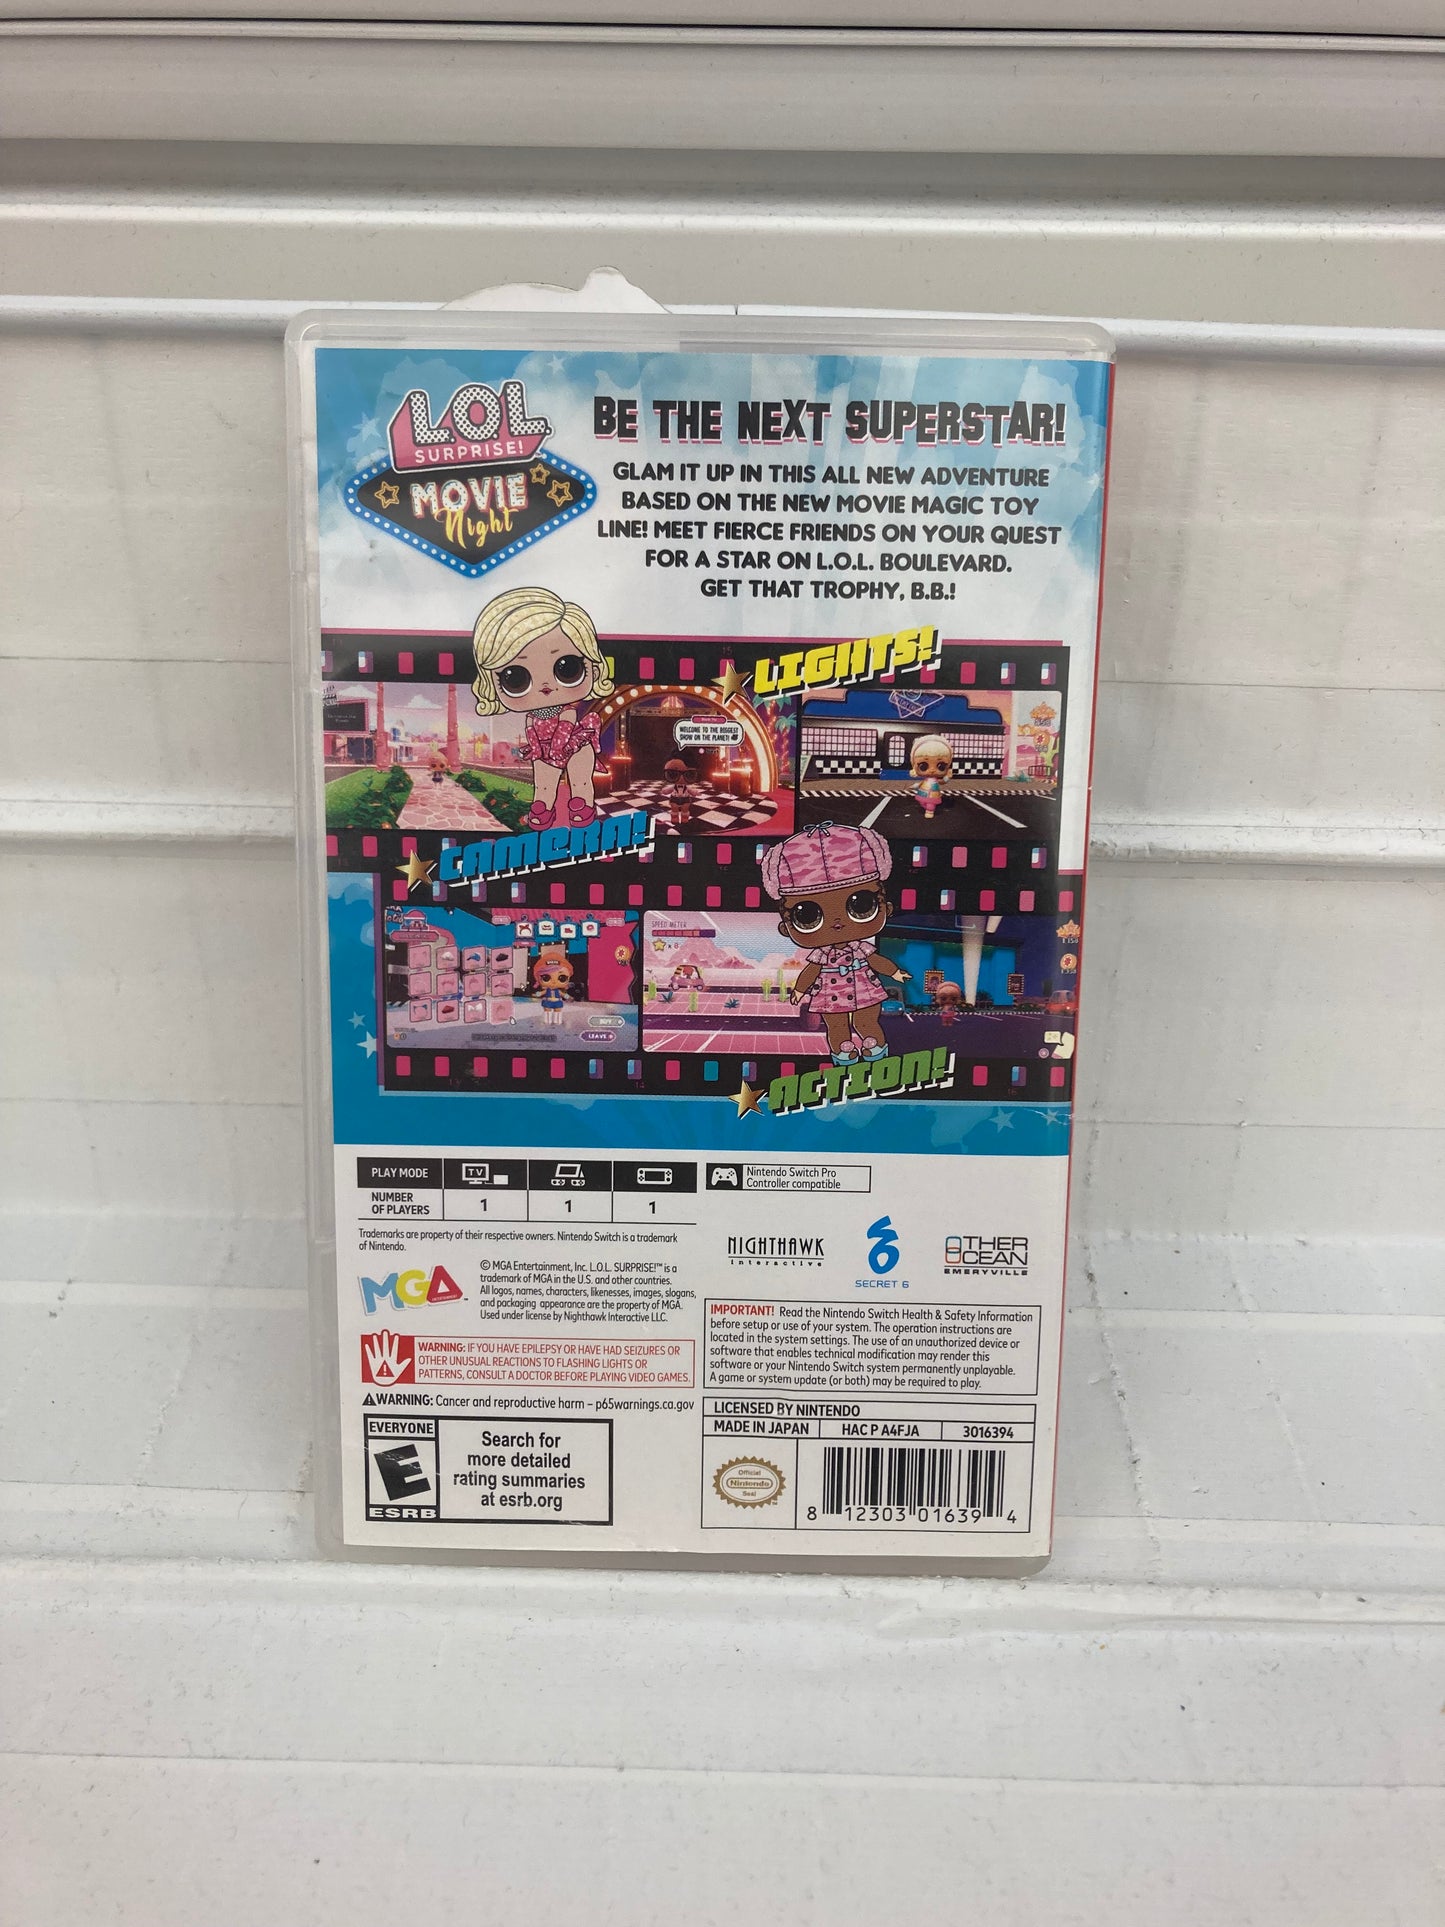 L.O.L.
SURPRISE!
MOVIE
Night
BE THE NEXT SUPERSTAR!
GLAM IT UP IN THIS ALL NEW ADVENTURE
BASED ON THE NEW MOVIE MAGIC TOY
LINE! MEET FIERCE FRIENDS ON YOUR QUEST
FOR A STAR ON L.O.L. BOULEVARD.
GET THAT TROPHY, B.B.!
LIGHTS!
WELCOME TO THE BIGGEST
SHOW ON THE PLANET!
CAMERA!
SPEED METER
x 8
BUY
LEAVE
ACTION!
PLAY MODE
TV
NUMBER
OF PLAYERS
1
1
1
Nintendo Switch Pro
Controller compatible
Trademarks are property of their respective owners. Nintendo Switch is a trademark
of Nintendo.
MGA
ENTERTAINMENT
© MGA Entertainment, Inc. L.O.L. SURPRISE!™ is a
trademark of MGA in the U.S. and other countries.
All logos, names, characters, likenesses, images, slogans,
and packaging appearance are the property of MGA.
Used under license by Nighthawk Interactive LLC.
NIGHTHAWK
interactive
SECRET 6
OTHER
OCEAN
EMERYVILLE
WARNING: IF YOU HAVE EPILEPSY OR HAVE HAD SEIZURES OR
OTHER UNUSUAL REACTIONS TO FLASHING LIGHTS OR
PATTERNS, CONSULT A DOCTOR BEFORE PLAYING VIDEO GAMES.
WARNING: Cancer and reproductive harm – p65warnings.ca.gov
IMPORTANT! Read the Nintendo Switch Health & Safety Information
before setup or use of your system. The operation instructions are
located in the system settings. The use of an unauthorized device or
software that enables technical modification may render this
software or your Nintendo Switch system permanently unplayable.
A game or system update (or both) may be required to play.
EVERYONE
E
ESRB
Search for
more detailed
rating summaries
at esrb.org
LICENSED BY NINTENDO
MADE IN JAPAN
HAC P A4FJA
3016394
Official
Nintendo
Seal
8 12303 01639 4